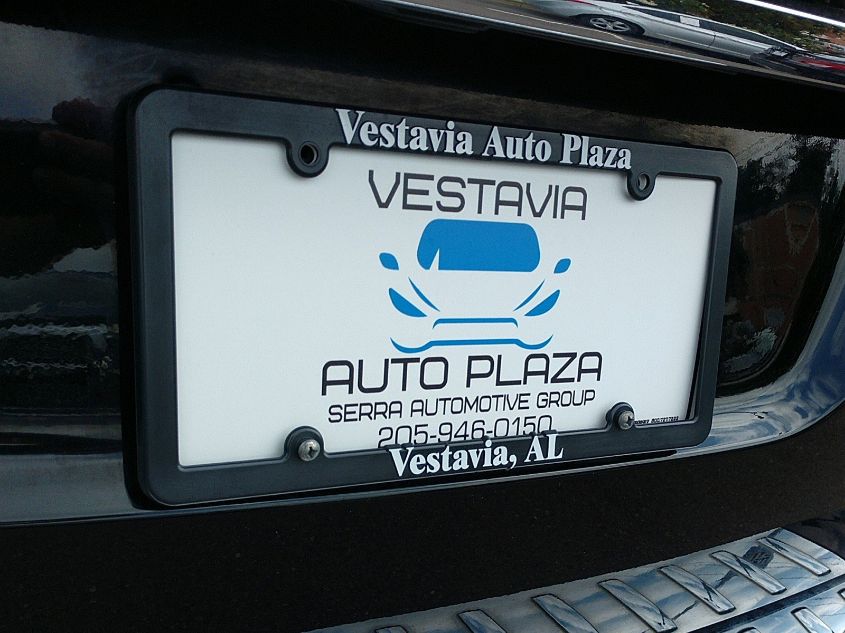 Vestavia Auto Plaza
VESTAVIA
AUTO PLAZA
SERRA AUTOMOTIVE GROUP
205-946-0150
Vestavia, AL